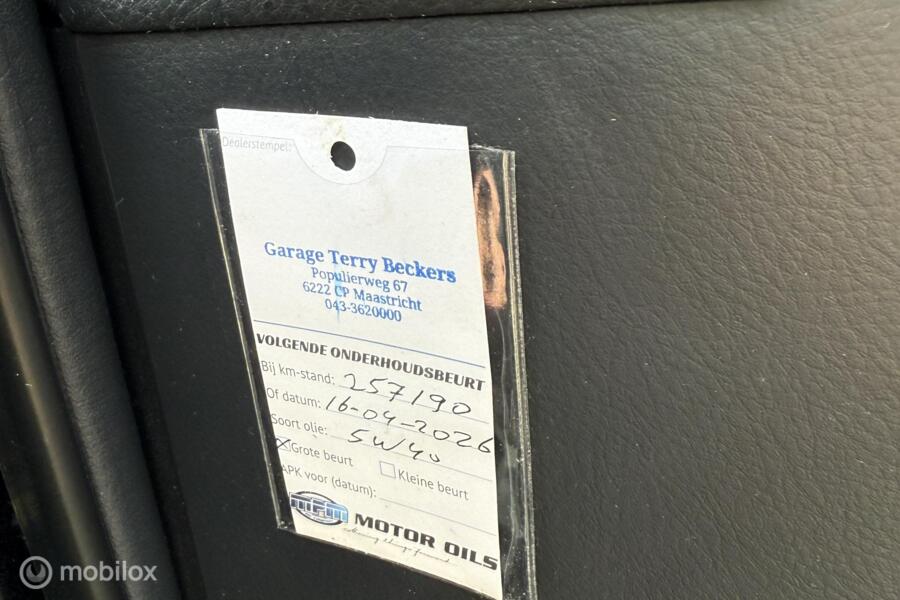 Dealerstempel:
Garage Terry Beckers
Populierweg 67
6222 CP Maastricht
043-3620000
VOLGENDE ONDERHOUDSBEURT
Bij km-stand: 257190
Of datum: 16-04-2026
Soort olie: 5W40
Grote beurt Kleine beurt
APK voor (datum):
MPM MOTOR OILS
mobilox